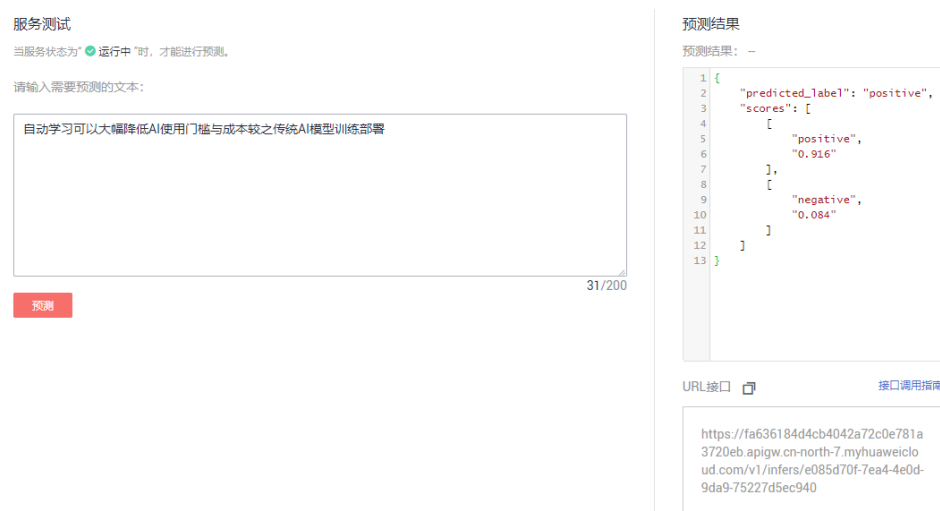 服务测试
当服务状态为“ 运行中 ”时，才能进行预测。
请输入需要预测的文本：
自动学习可以大幅降低AI使用门槛与成本较之传统AI模型训练部署
31/200
预测
预测结果
预测结果： --
1 {
2 "predicted_label": "positive",
3 "scores": [
4 [
5 "positive",
6 "0.916"
7 ],
8 [
9 "negative",
10 "0.084"
11 ]
12 ]
13 }
URL接口
接口调用指南
https://fa636184d4cb4042a72c0e781a
3720eb.apigw.cn-north-7.myhuaweiclo
ud.com/v1/infers/e085d70f-7ea4-4e0d-
9da9-75227d5ec940